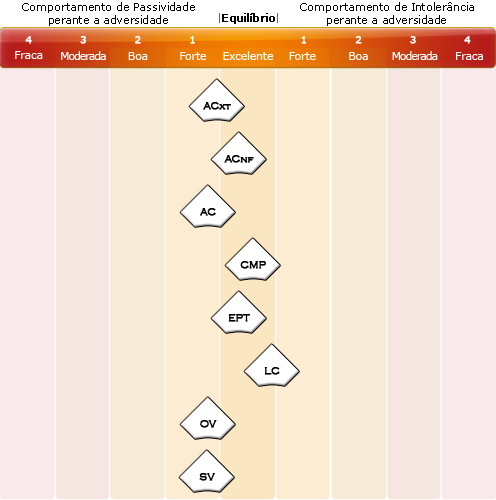 Comportamento de Passividade
perante a adversidade
|Equilíbrio|
Comportamento de Intolerância
perante a adversidade
4 3 2 1 1 2 3 4
Fraca Moderada Boa Forte Excelente Forte Boa Moderada Fraca
ACXT
ACNF
AC
CMP
EPT
LC
OV
SV